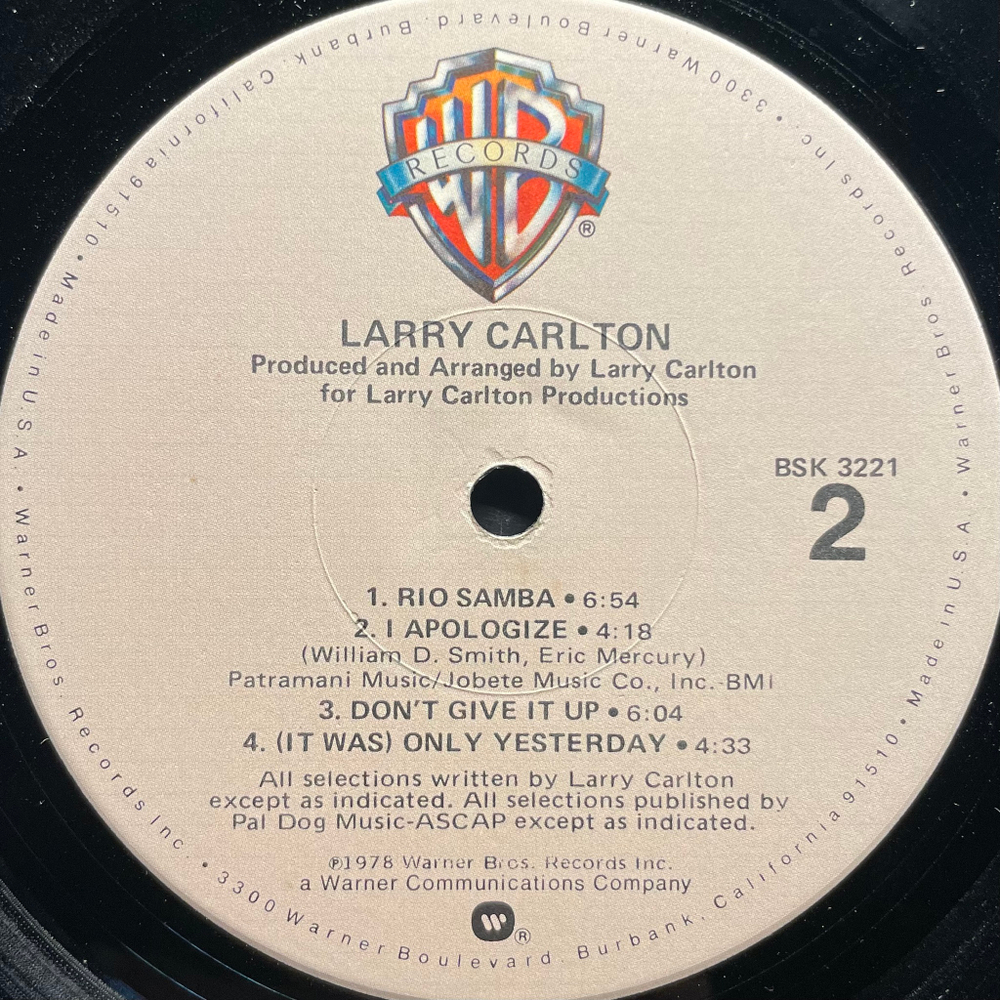 WB
RECORDS
®
LARRY CARLTON
Produced and Arranged by Larry Carlton
for Larry Carlton Productions
BSK 3221
2
1. RIO SAMBA • 6:54
2. I APOLOGIZE • 4:18
(William D. Smith, Eric Mercury)
Patramani Music/Jobete Music Co., Inc.-BMI
3. DON'T GIVE IT UP • 6:04
4. (IT WAS) ONLY YESTERDAY • 4:33
All selections written by Larry Carlton
except as indicated. All selections published by
Pal Dog Music-ASCAP except as indicated.
℗1978 Warner Bros. Records Inc.
a Warner Communications Company
®
Made in U.S.A. • Warner Bros. Records Inc. • 3300 Warner Boulevard. Burbank, California 91510 • Made in U.S.A. • Warner Bros. Records Inc. • 3300 Warner Boulevard. Burbank, California 91510 •